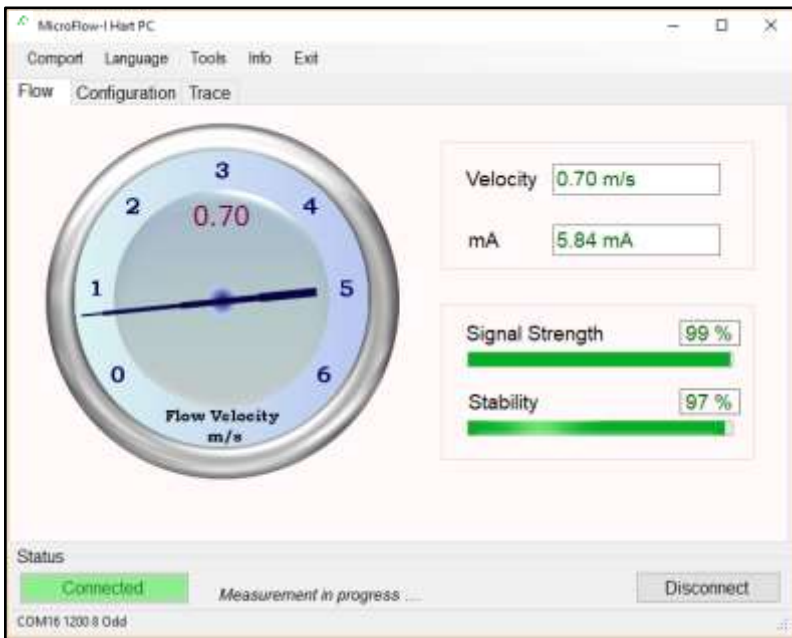 MicroFlow-I Hart PC
Comport Language Tools Info Exit
Flow Configuration Trace
3
2 4
0.70
1 5
0 6
Flow Velocity
m/s
Velocity 0.70 m/s
mA 5.84 mA
Signal Strength 99 %
Stability 97 %
Status
Connected Measurement in progress .... Disconnect
COM16 1200 8 Odd